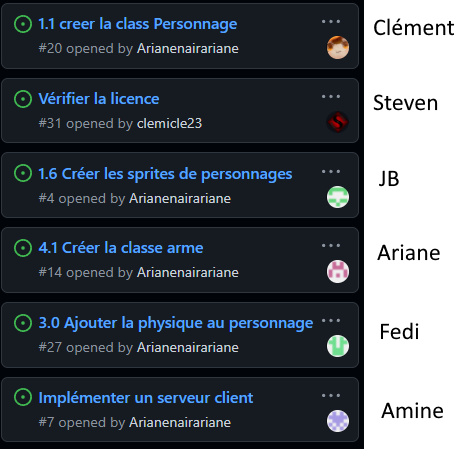 1.1 creer la class Personnage
Clément
#20 opened by Arianenairariane
Vérifier la licence
Steven
#31 opened by clemicle23
1.6 Créer les sprites de personnages
JB
#4 opened by Arianenairariane
4.1 Créer la classe arme
Ariane
#14 opened by Arianenairariane
3.0 Ajouter la physique au personnage
Fedi
#27 opened by Arianenairariane
Implémenter un serveur client
Amine
#7 opened by Arianenairariane